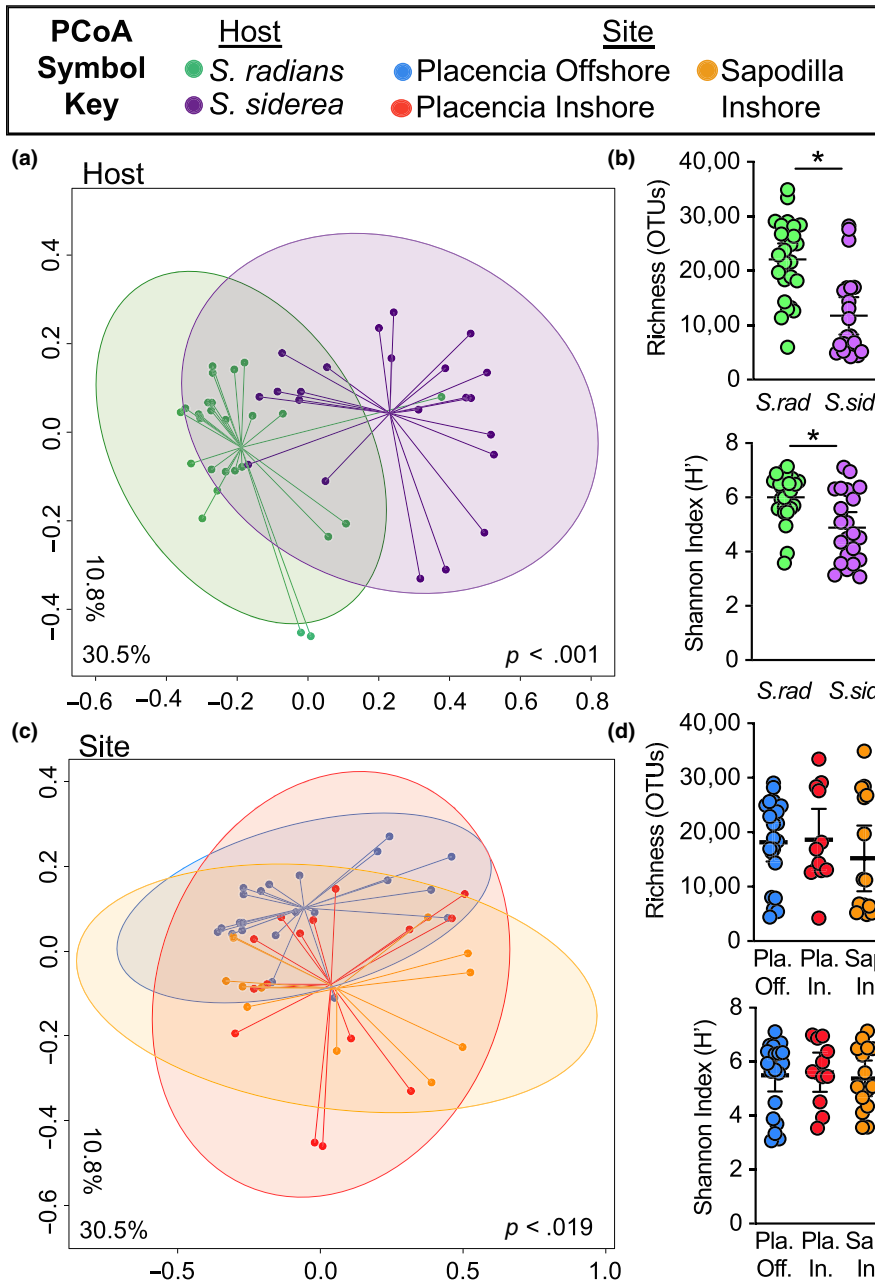 PCoA
Symbol
Key
Host
S. radians
S. siderea
Site
Placencia Offshore
Placencia Inshore
Sapodilla
Inshore
(a)
Host
0.4
0.2
0.0
−0.2
−0.4
10.8%
30.5%
p < .001
−0.6 −0.4 −0.2 0.0 0.2 0.4 0.6 0.8
(b)
Richness (OTUs)
40,00
30,00
20,00
10,00
0
*
S.rad S.sid
Shannon Index (H')
8
6
4
2
0
*
S.rad S.sid
(c)
Site
0.4
0.2
0.0
−0.2
−0.4
−0.6
10.8%
30.5%
p < .019
−0.5 0.0 0.5 1.0
(d)
Richness (OTUs)
40,00
30,00
20,00
10,00
0
Pla. Pla. Sap
Off. In. In
Shannon Index (H')
8
6
4
2
0
Pla. Pla. Sa
Off. In. In